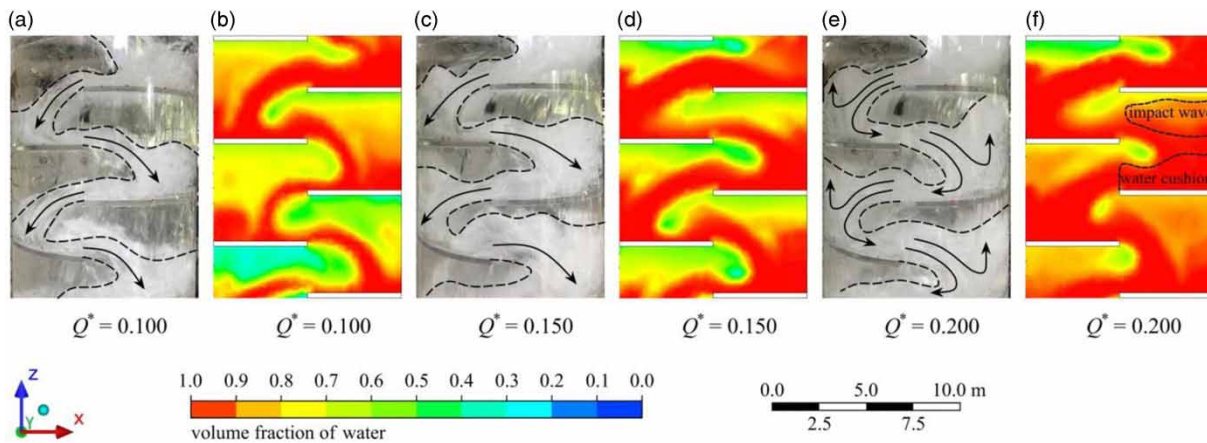 (a) (b) (c) (d) (e) (f)
impact wave
water cushion
Q* = 0.100 Q* = 0.100 Q* = 0.150 Q* = 0.150 Q* = 0.200 Q* = 0.200
Z
Y
X
1.0 0.9 0.8 0.7 0.6 0.5 0.4 0.3 0.2 0.1 0.0
volume fraction of water
0.0 5.0 10.0 m
2.5 7.5